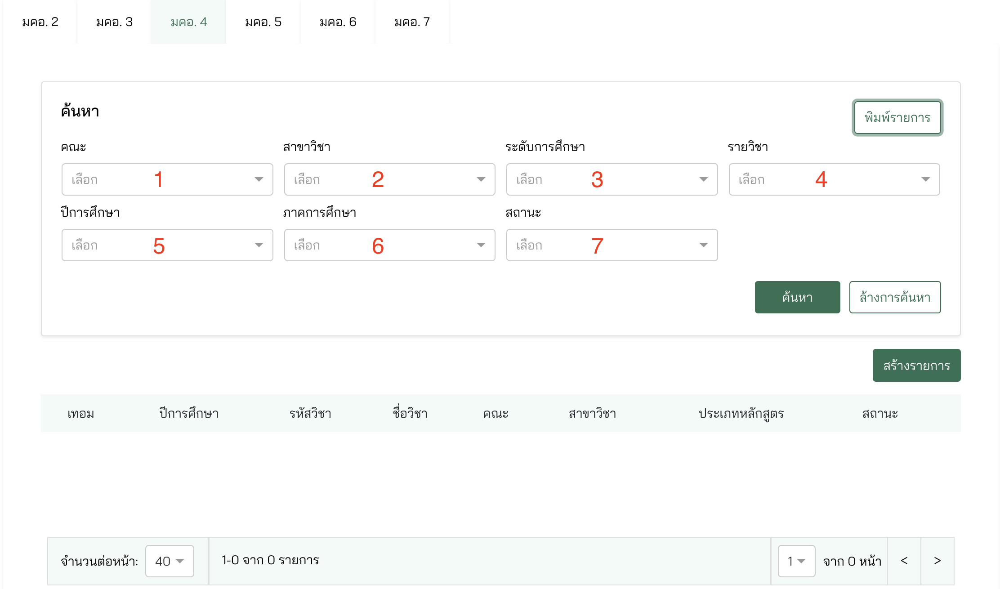 มคอ. 2 มคอ. 3 มคอ. 4 มคอ. 5 มคอ. 6 มคอ. 7
ค้นหา
พิมพ์รายการ
คณะ สาขาวิชา ระดับการศึกษา รายวิชา
เลือก 1 เลือก 2 เลือก 3 เลือก 4
ปีการศึกษา ภาคการศึกษา สถานะ
เลือก 5 เลือก 6 เลือก 7
ค้นหา ล้างการค้นหา
สร้างรายการ
เทอม ปีการศึกษา รหัสวิชา ชื่อวิชา คณะ สาขาวิชา ประเภทหลักสูตร สถานะ
จำนวนต่อหน้า: 40 1-0 จาก 0 รายการ 1 จาก 0 หน้า < >